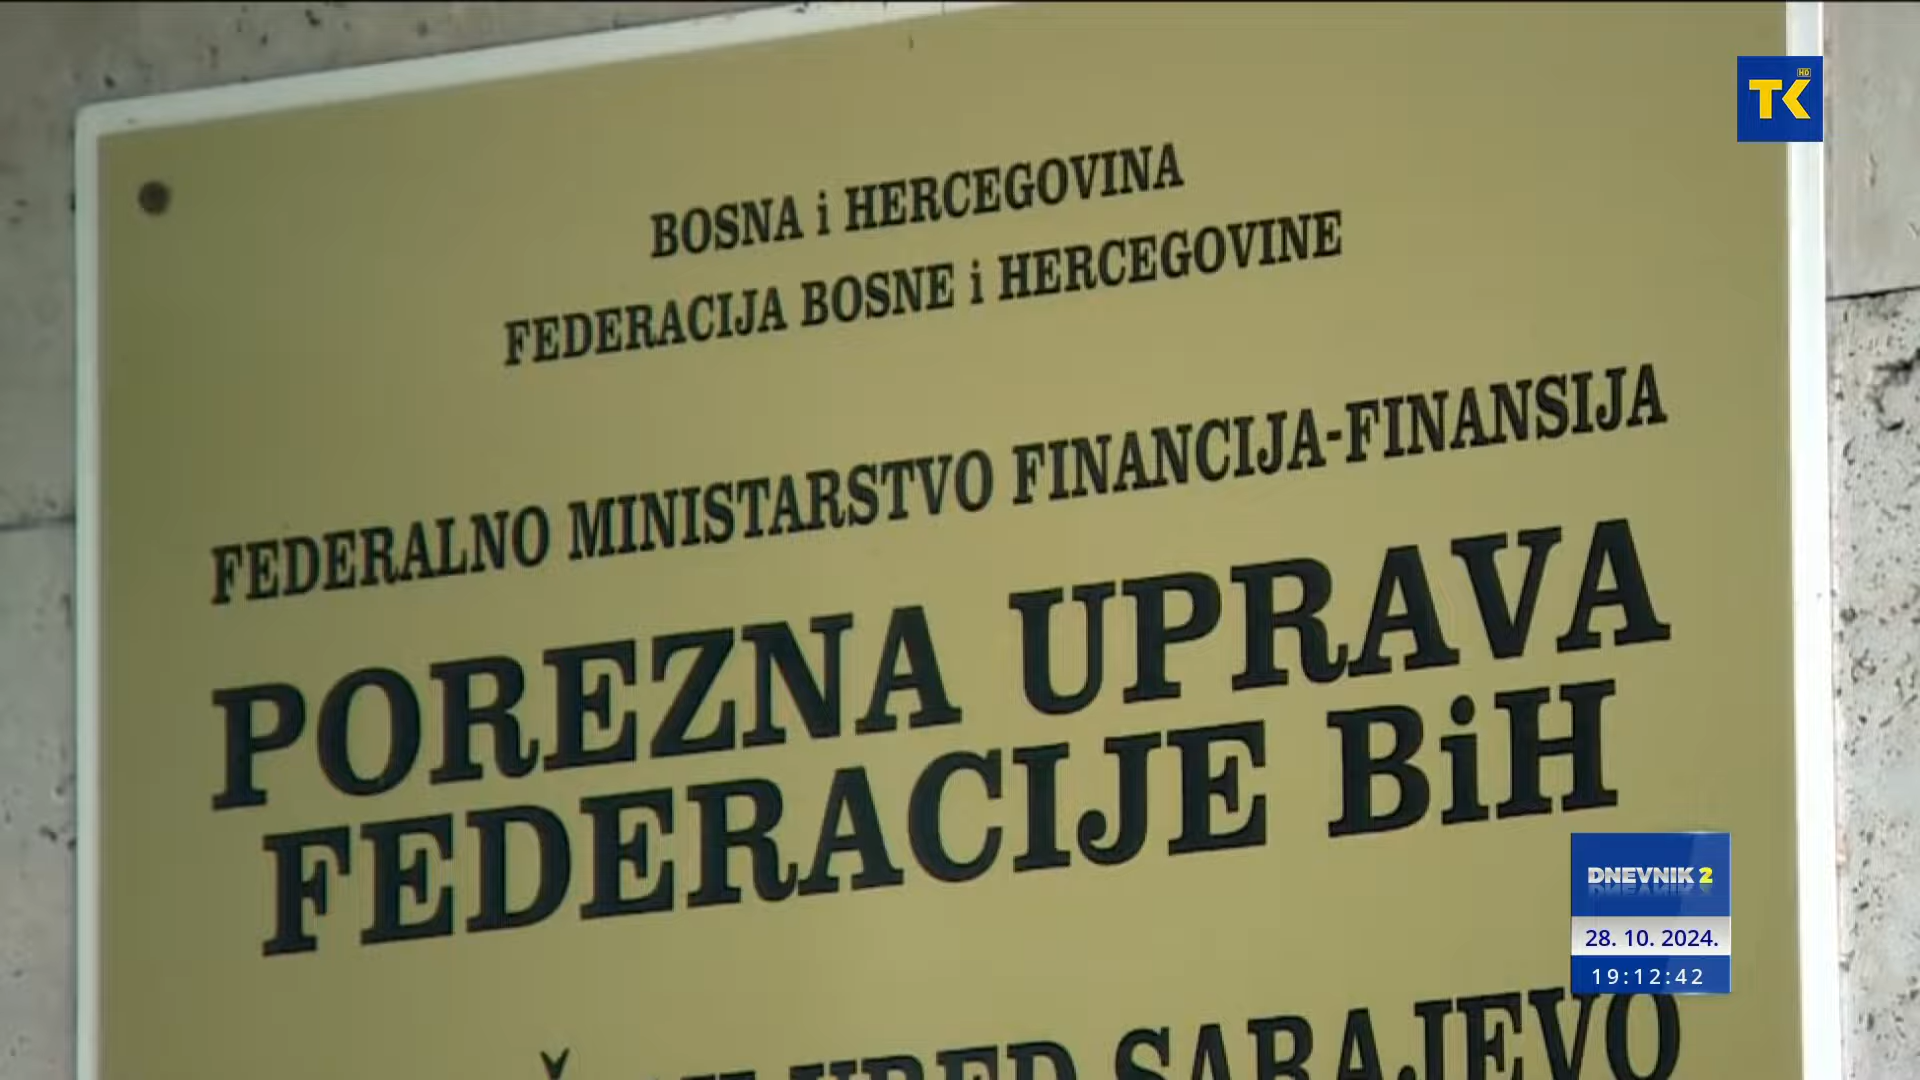 TK HD
BOSNA i HERCEGOVINA
FEDERACIJA BOSNE i HERCEGOVINE
FEDERALNO MINISTARSTVO FINANCIJA-FINANSIJA
POREZNA UPRAVA
FEDERACIJE BiH
SARAJEVO
DNEVNIK 2
28. 10. 2024.
19:12:42